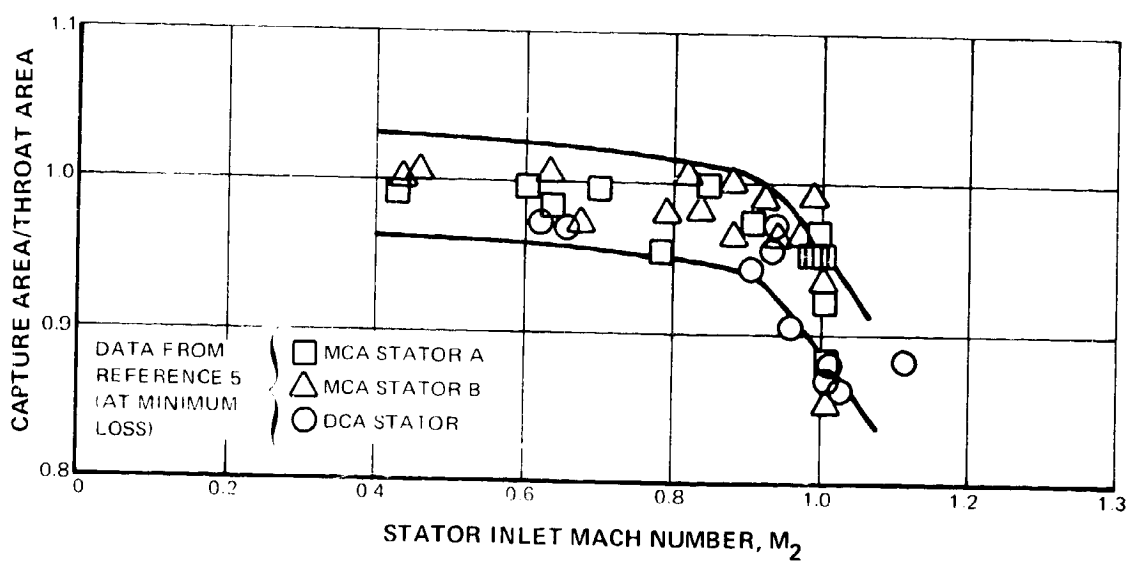 1.1
1.0
0.9
0.8
CAPTURE AREA/THROAT AREA
DATA FROM
REFERENCE 5
(AT MINIMUM
LOSS)
MCA STATOR A
MCA STATOR B
DCA STATOR
0 0.2 0.4 0.6 0.8 1.0 1.2 1.3
STATOR INLET MACH NUMBER, M2